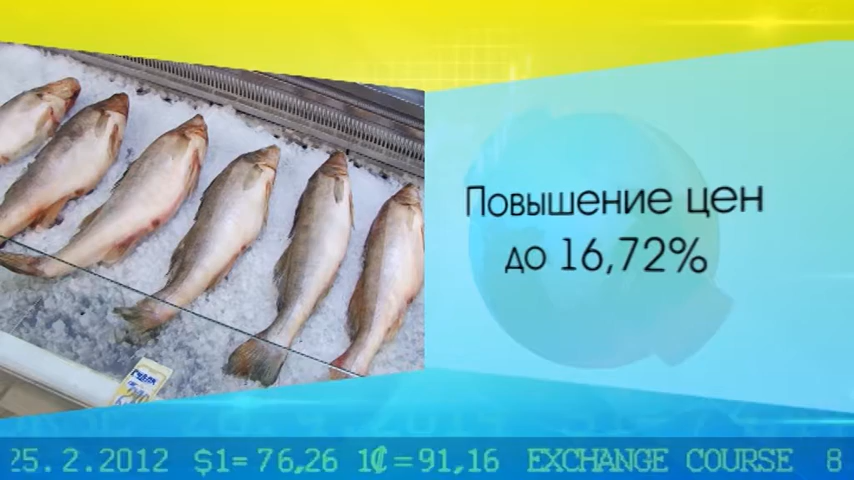 Повышение цен
до 16,72%
25.2.2012 $1=76,26 1₡=91,16 EXCHANGE COURSE 8